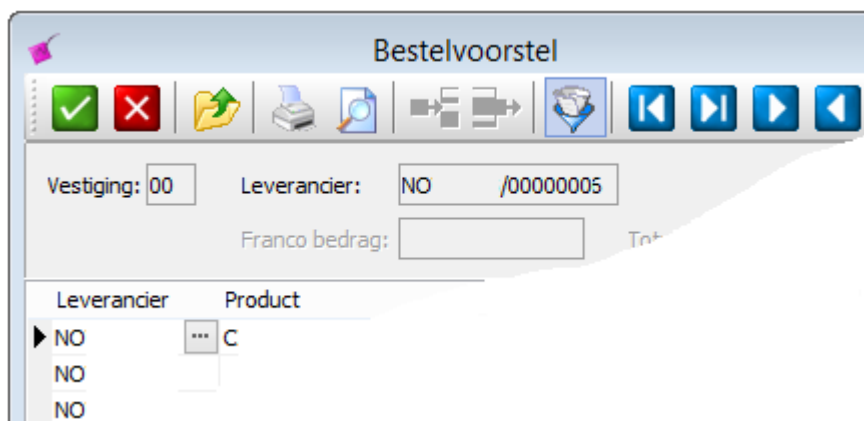 Bestelvoorstel
Vestiging: 00 Leverancier: NO /00000005
Franco bedrag:
Leverancier Product
NO ... C
NO
NO